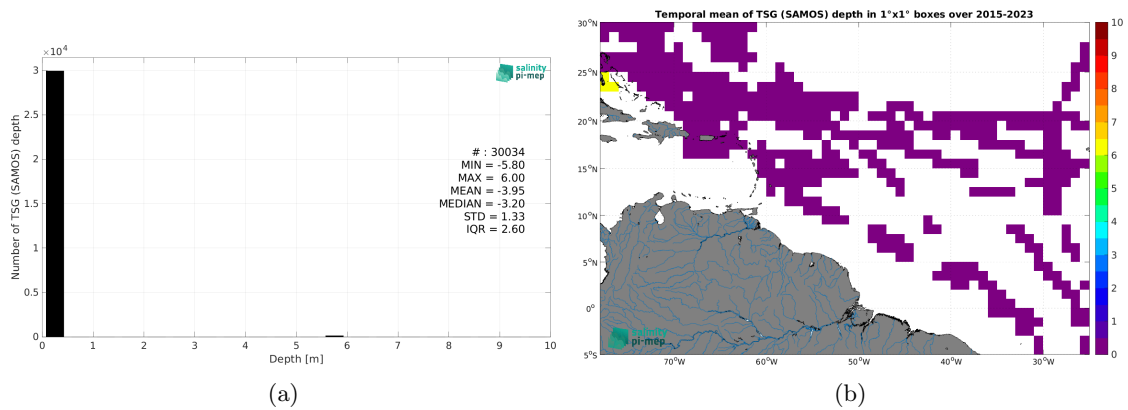 ×10⁴
3
2.5
2
1.5
1
0.5
0
Number of TSG (SAMOS) depth
salinity
pi-mep
# : 30034
MIN = -5.80
MAX = 6.00
MEAN = -3.95
MEDIAN = -3.20
STD = 1.33
IQR = 2.60
0 1 2 3 4 5 6 7 8 9 10
Depth [m]
(a)
Temporal mean of TSG (SAMOS) depth in 1°x1° boxes over 2015-2023
30°N
25°N
20°N
15°N
10°N
5°N
0°
5°S
salinity
pi-mep
70°W 60°W 50°W 40°W 30°W
10
9
8
7
6
5
4
3
2
1
0
(b)